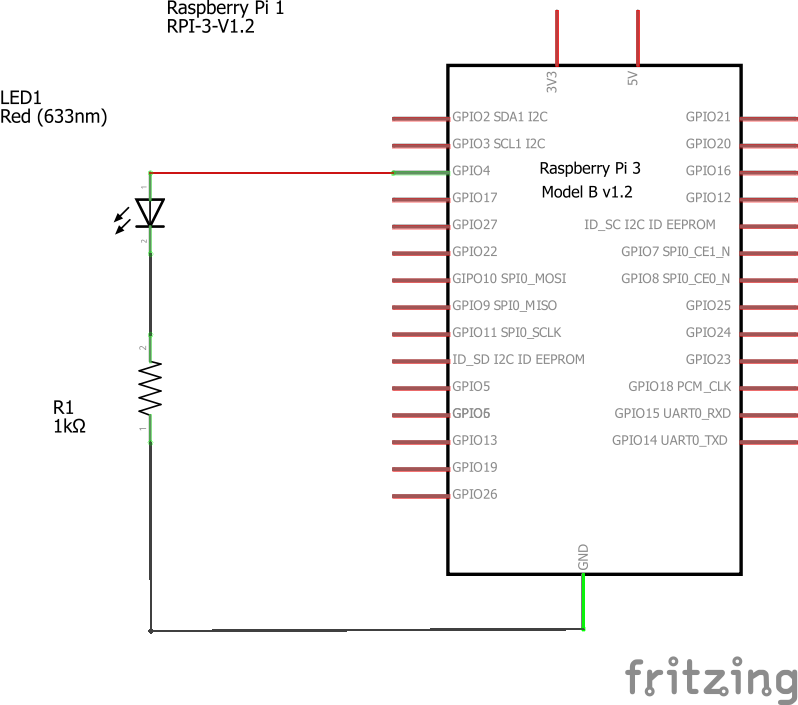 Raspberry Pi 1
RPI-3-V1.2
LED1
Red (633nm)
3V3
5V
GPIO2 SDA1 I2C
GPIO21
GPIO3 SCL1 I2C
GPIO20
GPIO4
GPIO16
Raspberry Pi 3
Model B v1.2
GPIO17
GPIO12
GPIO27
ID_SC I2C ID EEPROM
GPIO22
GPIO7 SPI0_CE1_N
GIPO10 SPI0_MOSI
GPIO8 SPI0_CE0_N
GPIO9 SPI0_MISO
GPIO25
GPIO11 SPI0_SCLK
GPIO24
ID_SD I2C ID EEPROM
GPIO23
GPIO5
GPIO18 PCM_CLK
GPIO6
GPIO15 UART0_RXD
GPIO13
GPIO14 UART0_TXD
GPIO19
GPIO26
1
2
2
1
R1
1kΩ
GND
fritzing